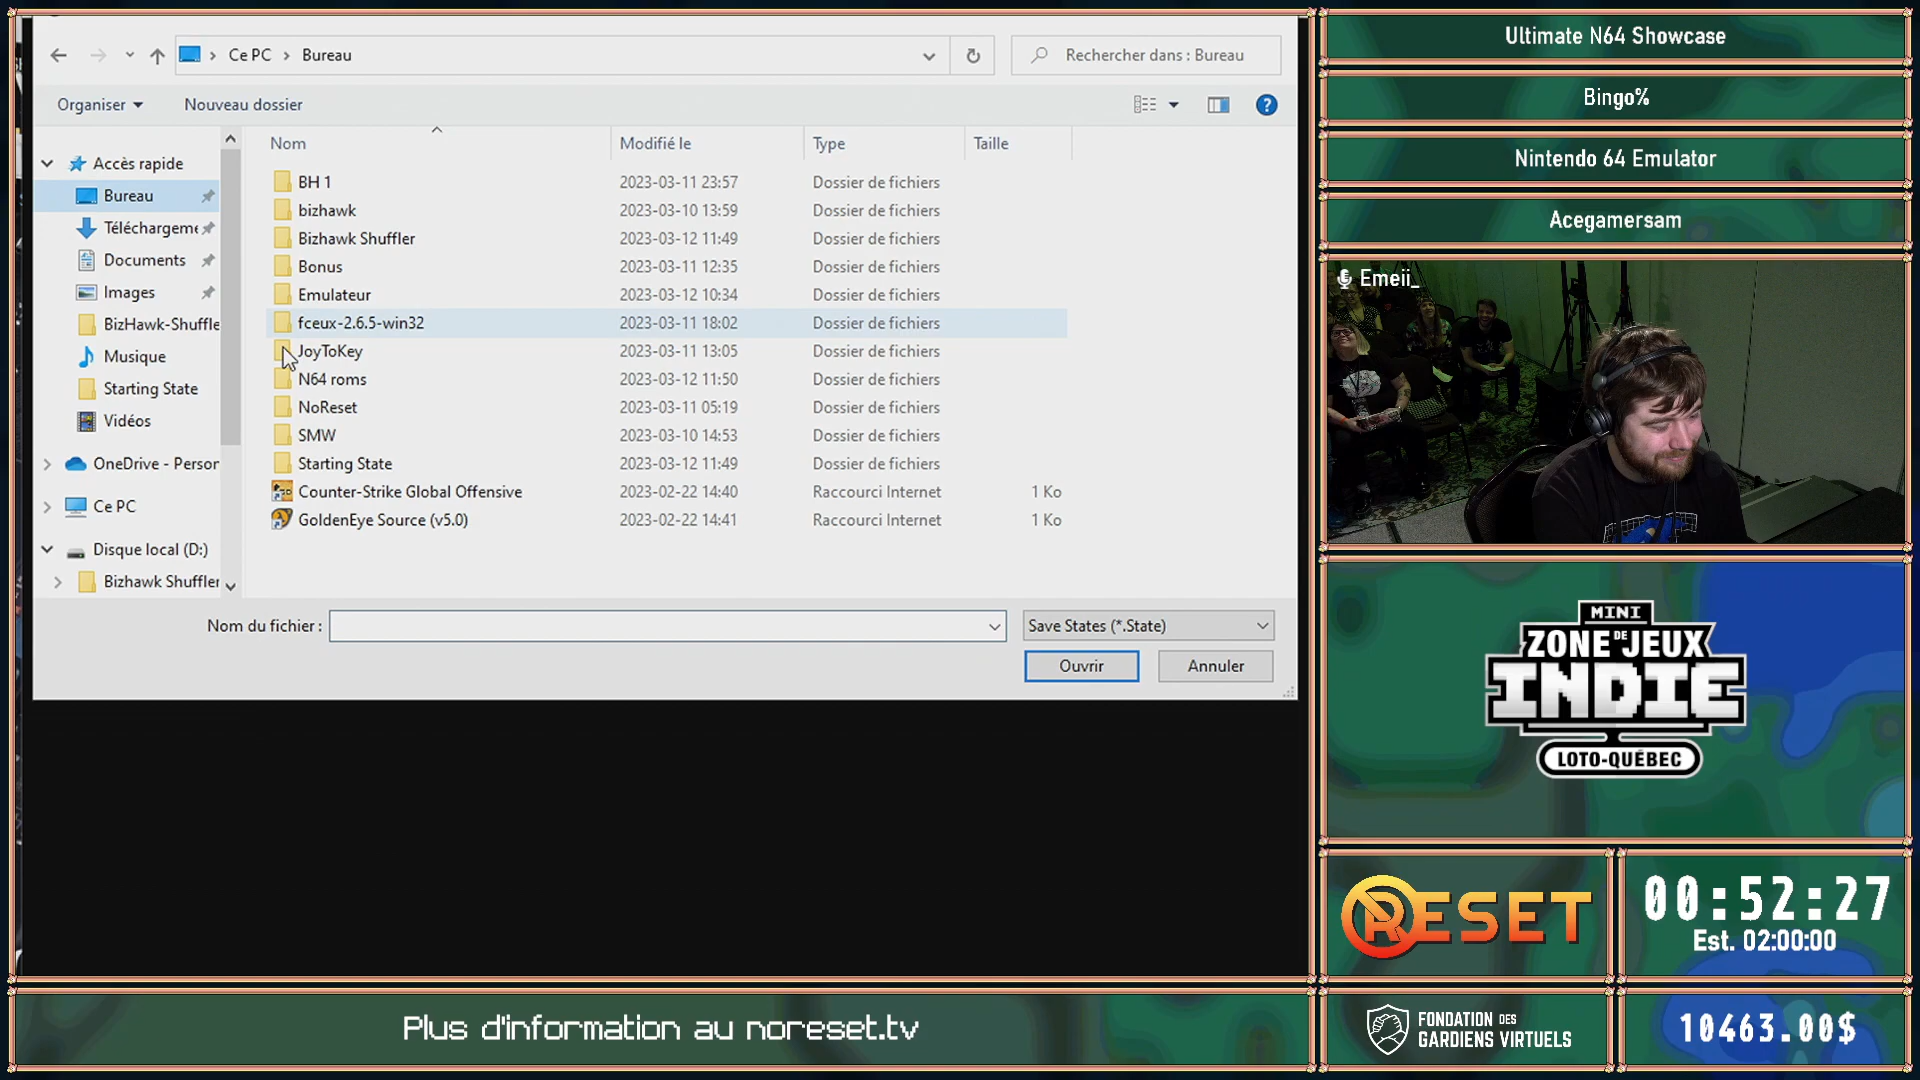 Ce PC
Bureau
Rechercher dans : Bureau
Organiser
Nouveau dossier
Nom
Modifié le
Type
Taille
Accès rapide
Bureau
Téléchargeme
Documents
Images
BizHawk-Shuffle
Musique
Starting State
Vidéos
OneDrive - Person
Ce PC
Disque local (D:)
Bizhawk Shuffler
BH 1 2023-03-11 23:57 Dossier de fichiers
bizhawk 2023-03-10 13:59 Dossier de fichiers
Bizhawk Shuffler 2023-03-12 11:49 Dossier de fichiers
Bonus 2023-03-11 12:35 Dossier de fichiers
Emulateur 2023-03-12 10:34 Dossier de fichiers
fceux-2.6.5-win32 2023-03-11 18:02 Dossier de fichiers
JoyToKey 2023-03-11 13:05 Dossier de fichiers
N64 roms 2023-03-12 11:50 Dossier de fichiers
NoReset 2023-03-11 05:19 Dossier de fichiers
SMW 2023-03-10 14:53 Dossier de fichiers
Starting State 2023-03-12 11:49 Dossier de fichiers
Counter-Strike Global Offensive 2023-02-22 14:40 Raccourci Internet 1 Ko
GoldenEye Source (v5.0) 2023-02-22 14:41 Raccourci Internet 1 Ko
Nom du fichier :
Save States (*.State)
Ouvrir
Annuler
Ultimate N64 Showcase
Bingo%
Nintendo 64 Emulator
Acegamersam
Emeii_
MINI
ZONE DE JEUX
INDIE
LOTO-QUÉBEC
RESET
00:52:27
Est. 02:00:00
Plus d'information au noreset.tv
FONDATION DES
GARDIENS VIRTUELS
10463.00$